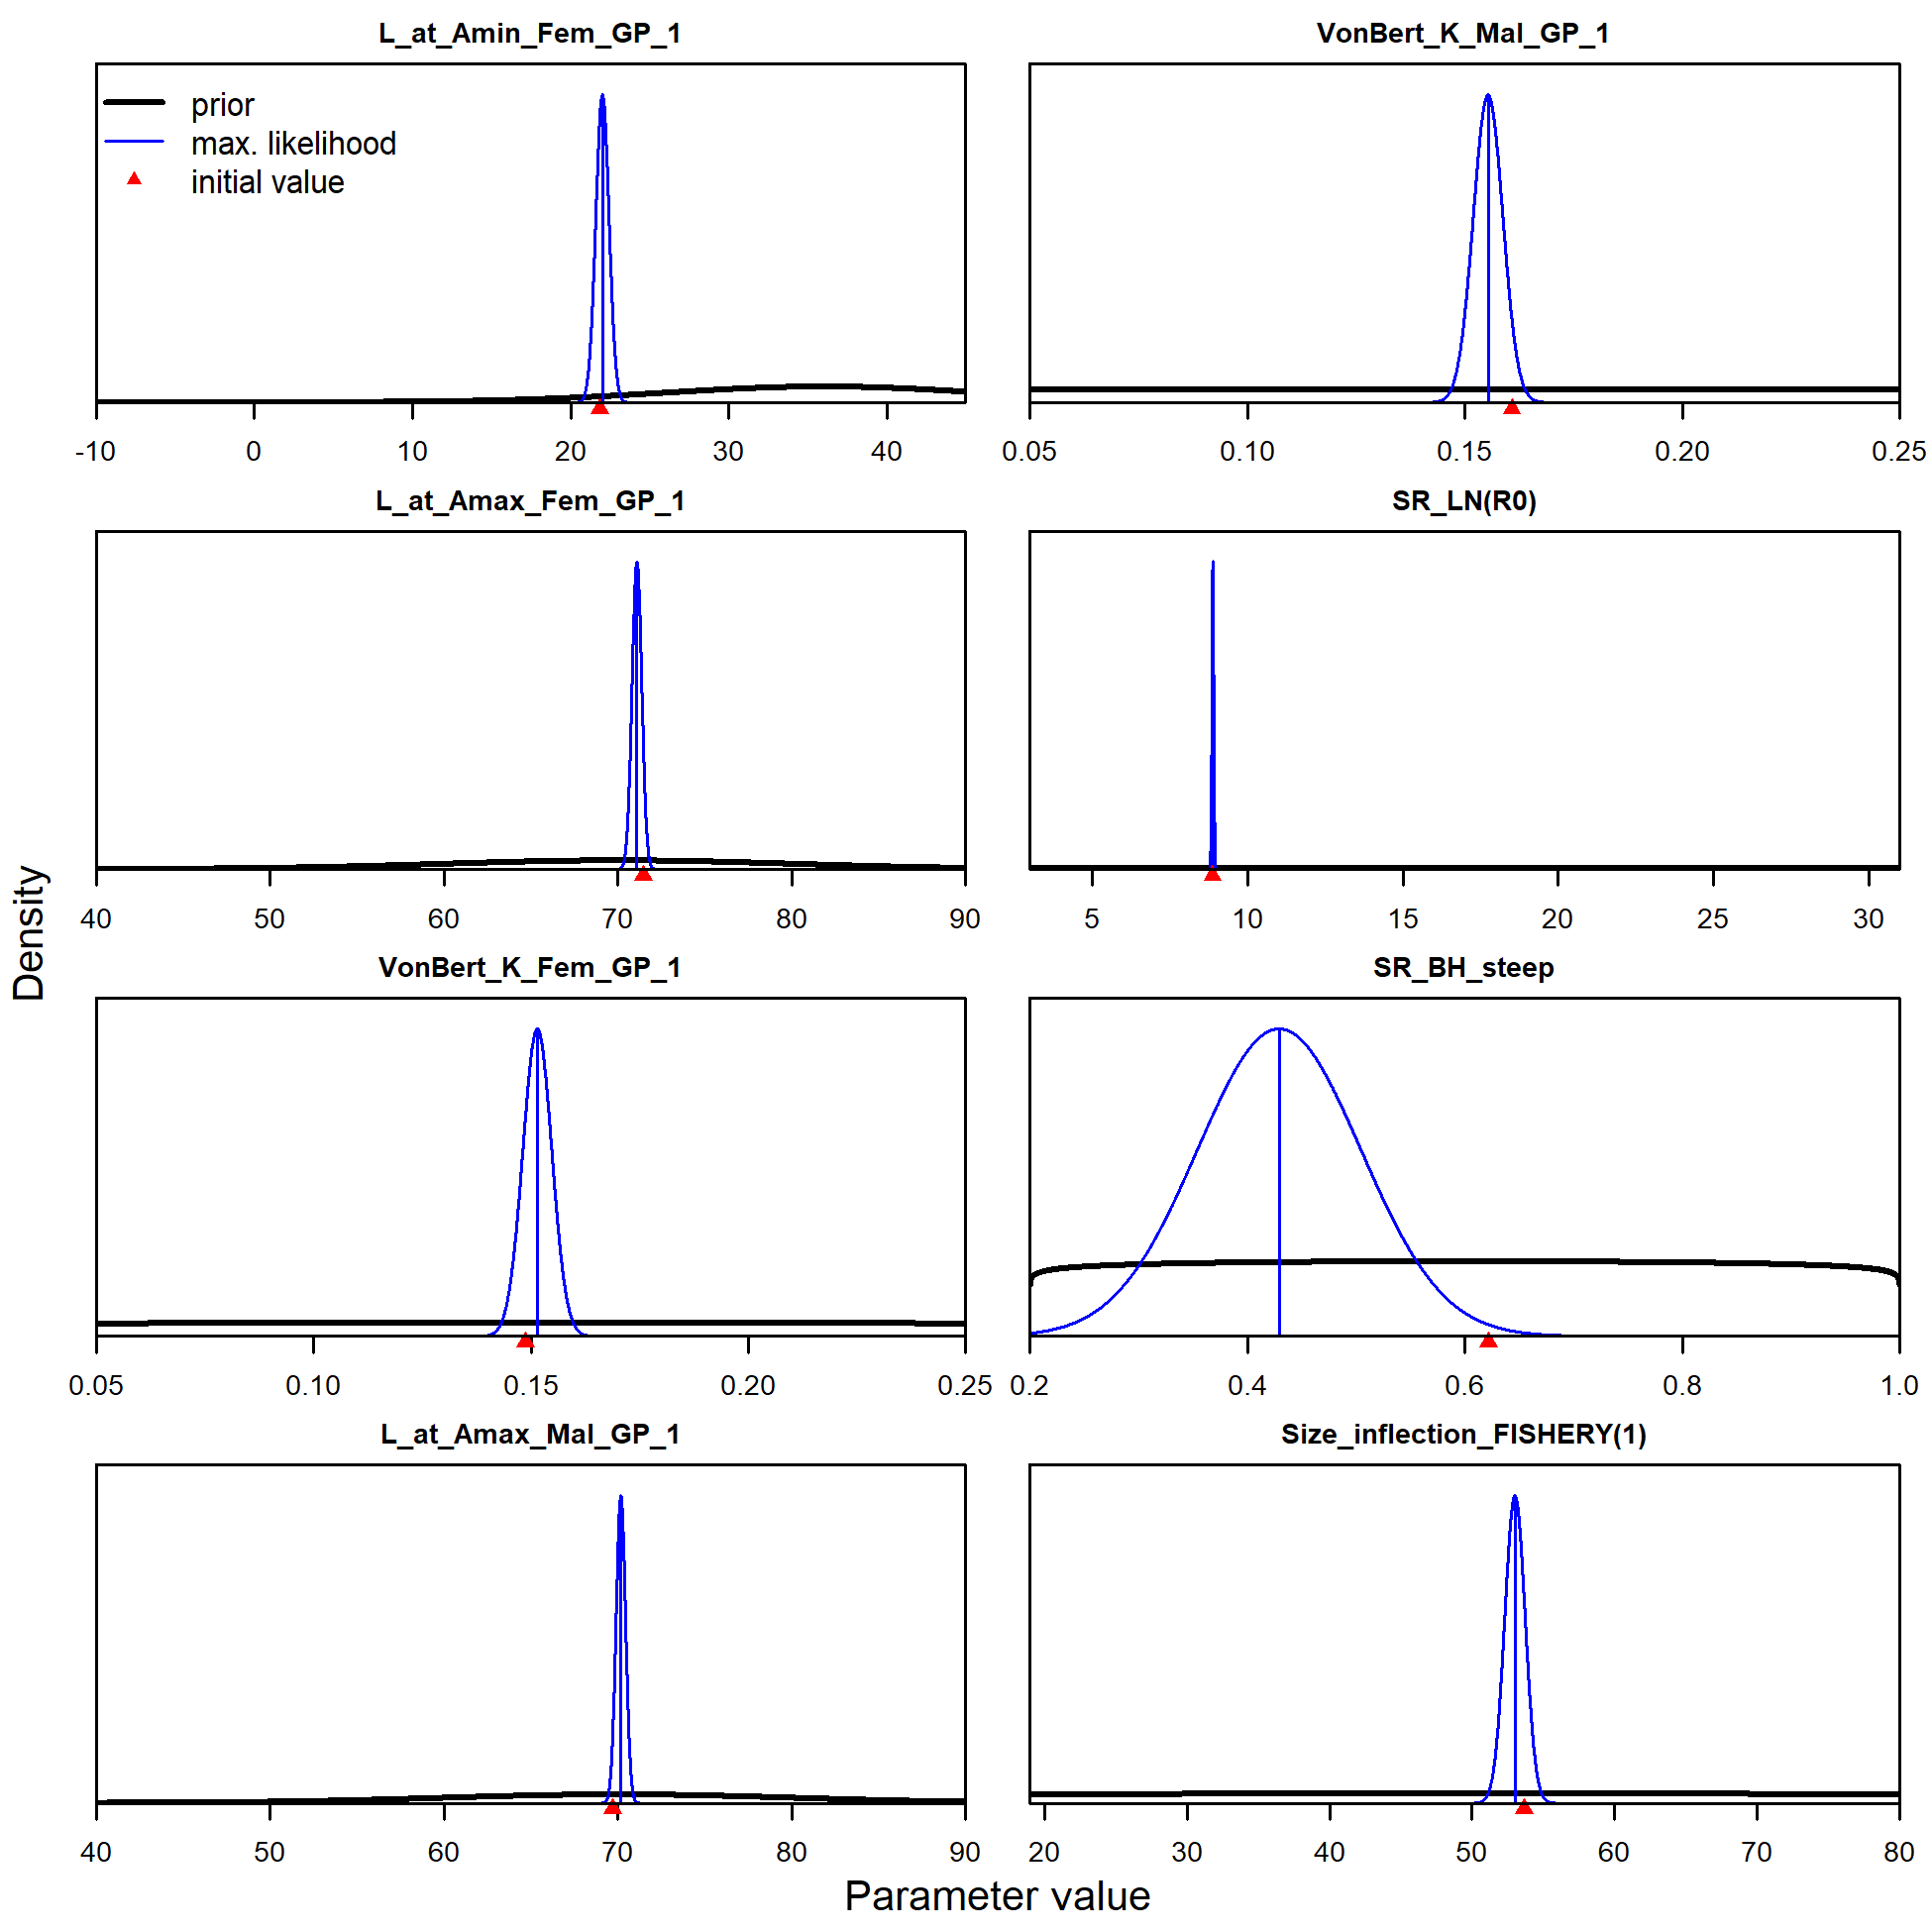 L_at_Amin_Fem_GP_1
prior
max. likelihood
initial value
-10 0 10 20 30 40
VonBert_K_Mal_GP_1
0.05 0.10 0.15 0.20 0.25
L_at_Amax_Fem_GP_1
40 50 60 70 80 90
SR_LN(R0)
5 10 15 20 25 30
VonBert_K_Fem_GP_1
0.05 0.10 0.15 0.20 0.25
SR_BH_steep
0.2 0.4 0.6 0.8 1.0
L_at_Amax_Mal_GP_1
40 50 60 70 80 90
Size_inflection_FISHERY(1)
20 30 40 50 60 70 80
Density
Parameter value